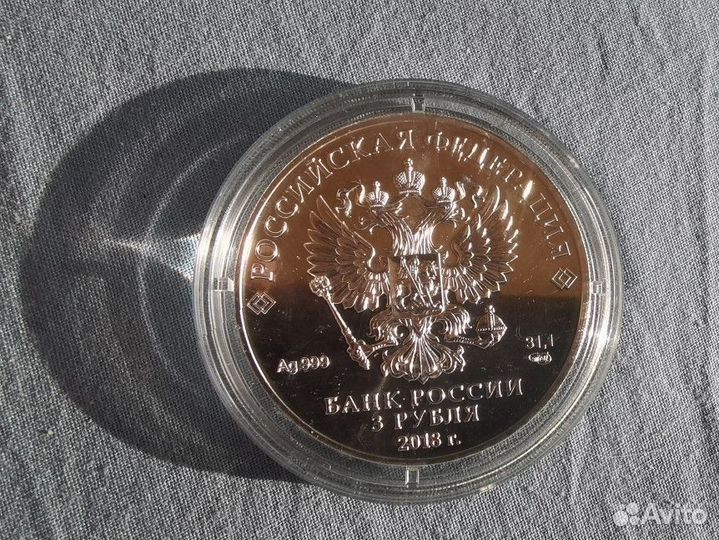 РОССИЙСКАЯ ФЕДЕРАЦИЯ
Ag 999
31,1
БАНК РОССИИ
3 РУБЛЯ
2018 г.
Avito